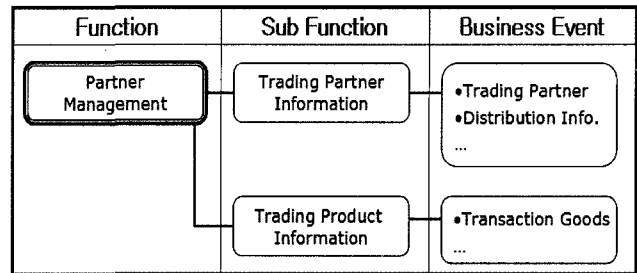 Function Sub Function Business Event
Partner
Management
Trading Partner
Information
•Trading Partner
•Distribution Info.
...
Trading Product
Information
•Transaction Goods
...